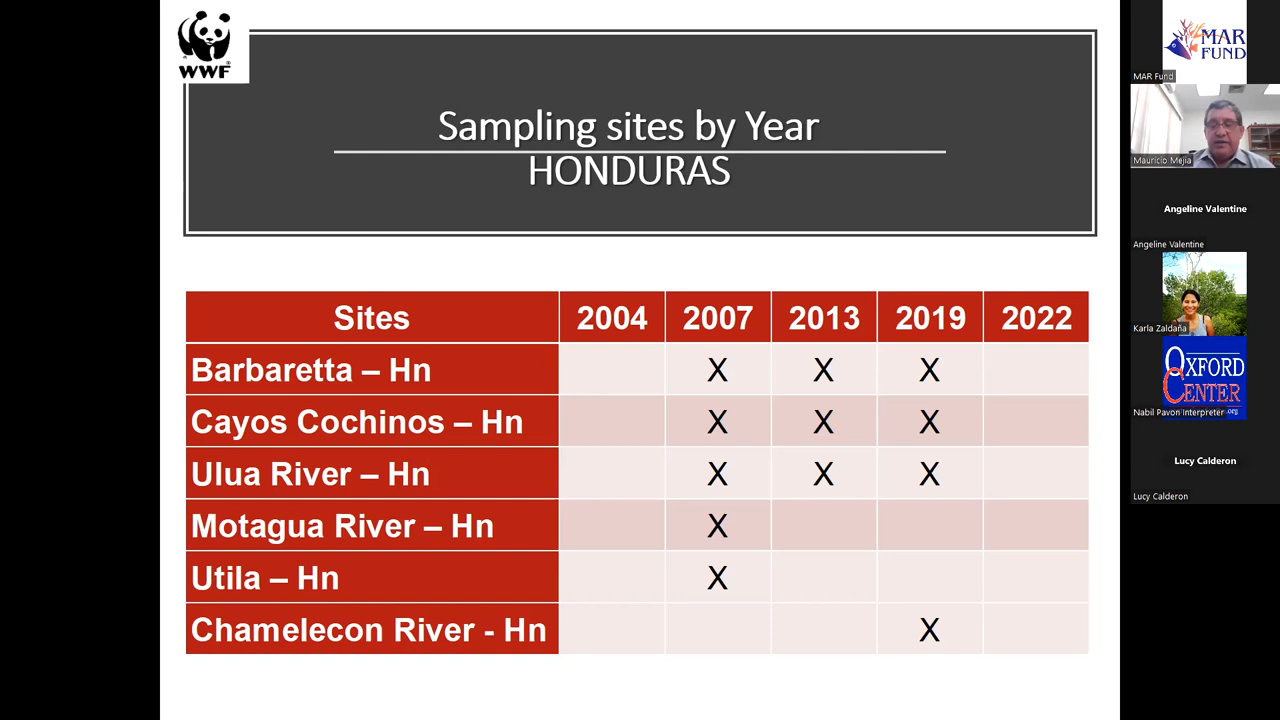 WWF
Sampling sites by Year
HONDURAS
Sites 2004 2007 2013 2019 2022
Barbaretta – Hn X X X
Cayos Cochinos – Hn X X X
Ulua River – Hn X X X
Motagua River – Hn X
Utila – Hn X
Chamelecon River - Hn X
MAR
FUND
MAR Fund
Mauricio Mejia
Angeline Valentine
Angeline Valentine
Karla Zaldaña
OXFORD
CENTER
.org
Nabil Pavon Interpreter
Lucy Calderon
Lucy Calderon